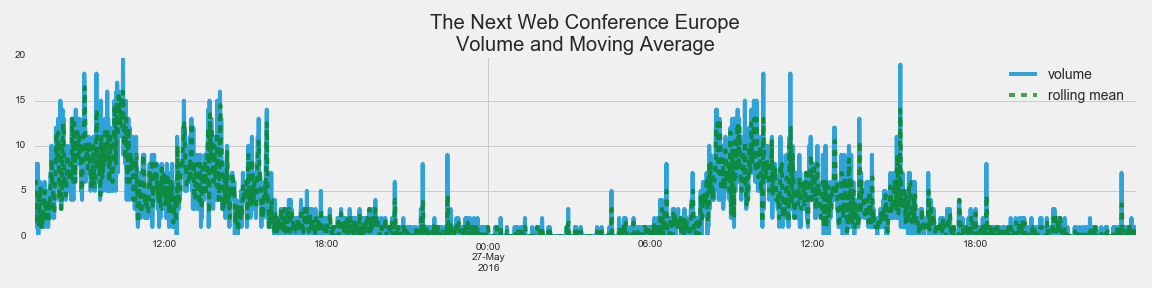 The Next Web Conference Europe
Volume and Moving Average
20
15
10
5
0
volume
rolling mean
12:00
18:00
00:00
27-May
2016
06:00
12:00
18:00